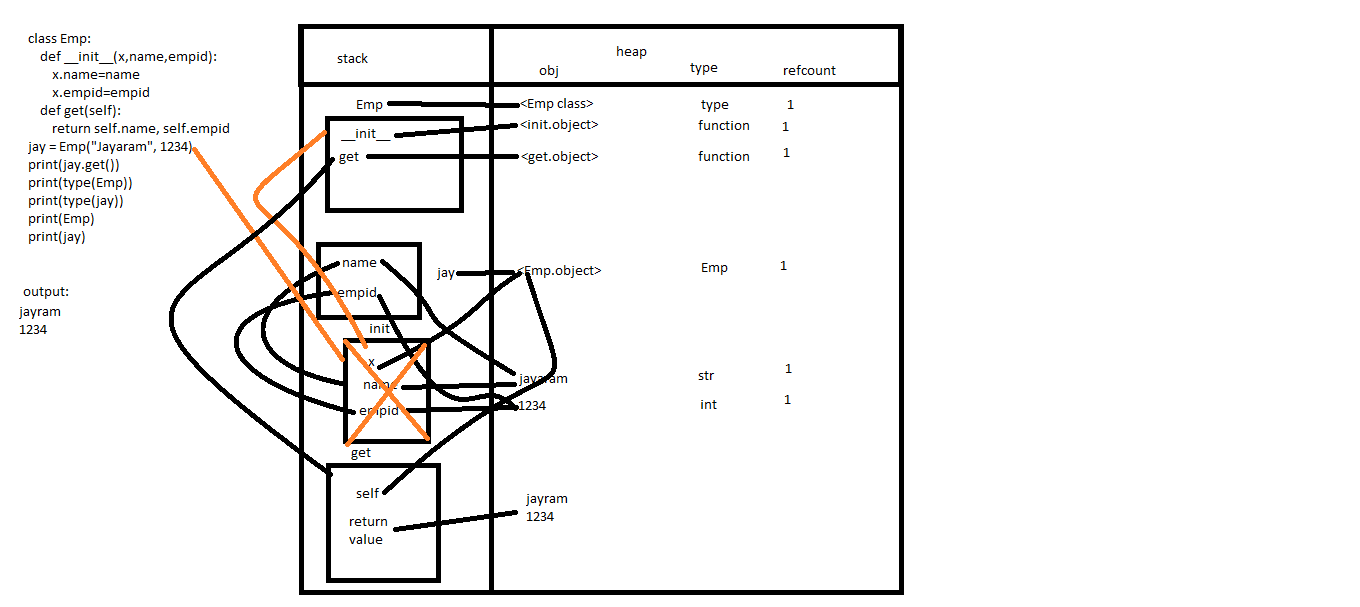 class Emp:
def __init__(x,name,empid):
x.name=name
x.empid=empid
def get(self):
return self.name, self.empid
jay = Emp("Jayaram", 1234)
print(jay.get())
print(type(Emp))
print(type(jay))
print(Emp)
print(jay)
output:
jayram
1234
stack
heap
obj type refcount
Emp <Emp class> type 1
__init__ <init.object> function 1
get <get.object> function 1
name
jay <Emp.object> Emp 1
empid
init
x
name jayaram str 1
empid 1234 int 1
get
self
return
value
jayram
1234